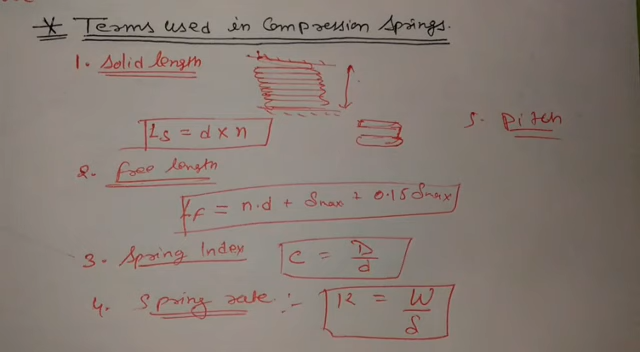 * Terms used in Compression Springs.
1. Solid length
Ls = d x n
2. free length
LF = n.d + δmax + 0.15 δmax
3. Spring Index C = D/d
4. Spring rate :- K = W/δ
5. Pitch